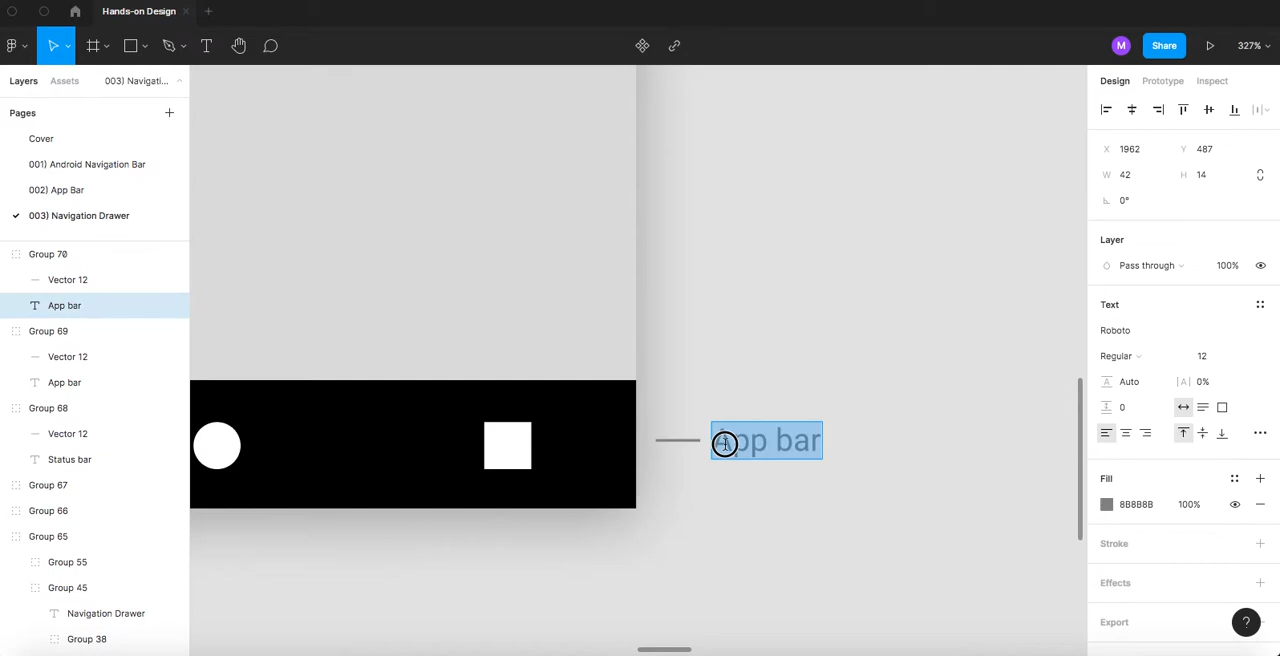 Hands-on Design
Share
327%
Layers
Assets
003) Navigati...
Pages
Cover
001) Android Navigation Bar
002) App Bar
003) Navigation Drawer
Group 70
Vector 12
App bar
Group 69
Vector 12
App bar
Group 68
Vector 12
Status bar
Group 67
Group 66
Group 65
Group 55
Group 45
Navigation Drawer
Group 38
App bar
M
Design
Prototype
Inspect
X 1962
Y 487
W 42
H 14
0°
Layer
Pass through
100%
Text
Roboto
Regular
12
Auto
|A| 0%
0
Fill
8B8B8B
100%
Stroke
Effects
Export
?